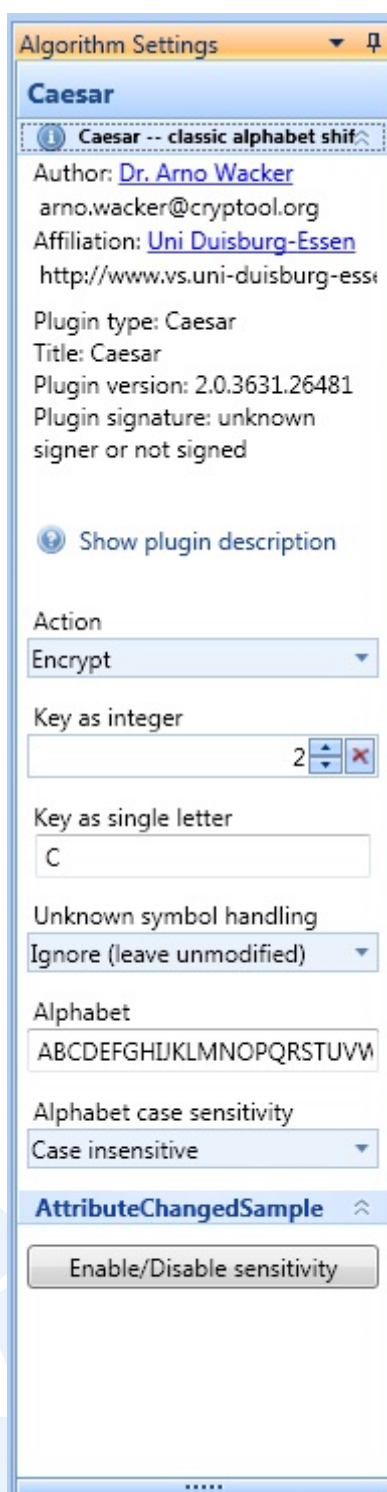 Algorithm Settings
Caesar
Caesar -- classic alphabet shif
Author: Dr. Arno Wacker
arno.wacker@cryptool.org
Affiliation: Uni Duisburg-Essen
http://www.vs.uni-duisburg-esse
Plugin type: Caesar
Title: Caesar
Plugin version: 2.0.3631.26481
Plugin signature: unknown
signer or not signed
Show plugin description
Action
Encrypt
Key as integer
2
Key as single letter
C
Unknown symbol handling
Ignore (leave unmodified)
Alphabet
ABCDEFGHIJKLMNOPQRSTUVW
Alphabet case sensitivity
Case insensitive
AttributeChangedSample
Enable/Disable sensitivity